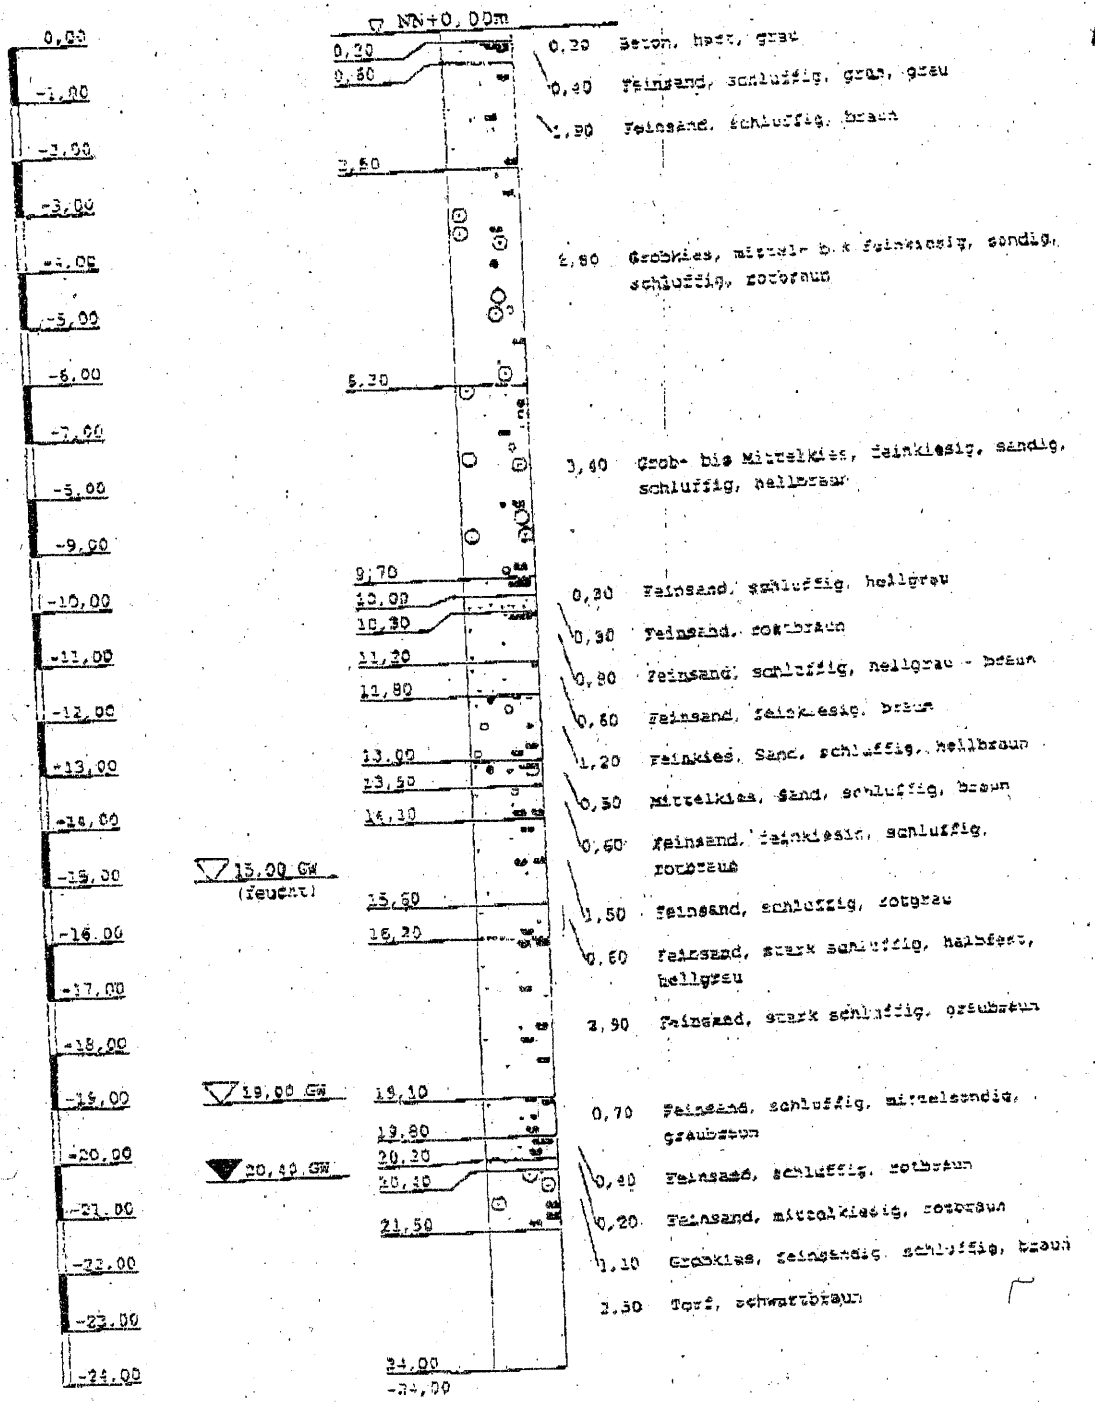 NN+0,00m
0,00
-1,00
-2,00
-3,00
-4,00
-5,00
-6,00
-7,00
-8,00
-9,00
-10,00
-11,00
-12,00
-13,00
-14,00
-15,00
-16.00
-17,00
-18,00
-19,00
-20,00
-21.00
-22,00
-23.00
-24,00
15.00 GW
(feucht)
19,00 GW
20,40 GW
0,20
0,60
2,50
9,70
10,00
10,30
11,20
11,80
13.00
13,50
14,10
15,60
16,20
19,10
19,80
20,20
20,40
21,50
24,00
-24,00
0,20 Beton, hart, grau
0,40 Feinsand, schluffig, grau
1,90 Feinsand, schluffig, braun
Grobkies, mittel- feinkiesig, sandig,
schluffig, rotbraun
3,40 Grob- bis Mittelkies, feinkiesig, sandig,
schluffig, hellbraun
0,30 Feinsand, schluffig, hellgrau
0,30 Feinsand, rostbraun
0,90 Feinsand, schluffig, hellgrau - braun
0,60 Feinsand, feinkiesig, braun
1,20 Feinkies, Sand, schluffig, hellbraun
0,50 Mittelkies, Sand, schluffig, braun
0,60 Feinsand, feinkiesig, schluffig,
rotbraun
1,50 Feinsand, schluffig, rotgrau
0,60 Feinsand, stark schluffig, halbfest,
hellgrau
2,90 Feinsand, stark schluffig, graubraun
0,70 Feinsand, schluffig, mittelsandig,
graubraun
0,40 Feinsand, schluffig, rotbraun
0,20 Feinsand, mittelkiesig, rotbraun
1,10 Grobkies, feinsandig, schluffig, braun
2,50 Torf, schwartbraun